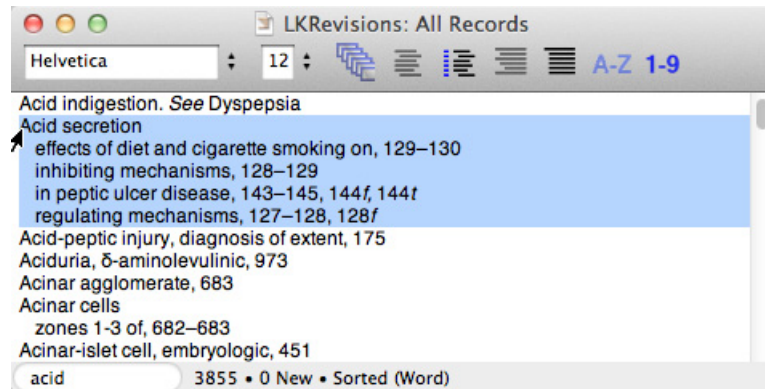 LKRevisions: All Records
Helvetica 12 A-Z 1-9
Acid indigestion. See Dyspepsia
Acid secretion
effects of diet and cigarette smoking on, 129–130
inhibiting mechanisms, 128–129
in peptic ulcer disease, 143–145, 144f, 144t
regulating mechanisms, 127–128, 128f
Acid-peptic injury, diagnosis of extent, 175
Aciduria, δ-aminolevulinic, 973
Acinar agglomerate, 683
Acinar cells
zones 1-3 of, 682–683
Acinar-islet cell, embryologic, 451
acid 3855 • 0 New • Sorted (Word)